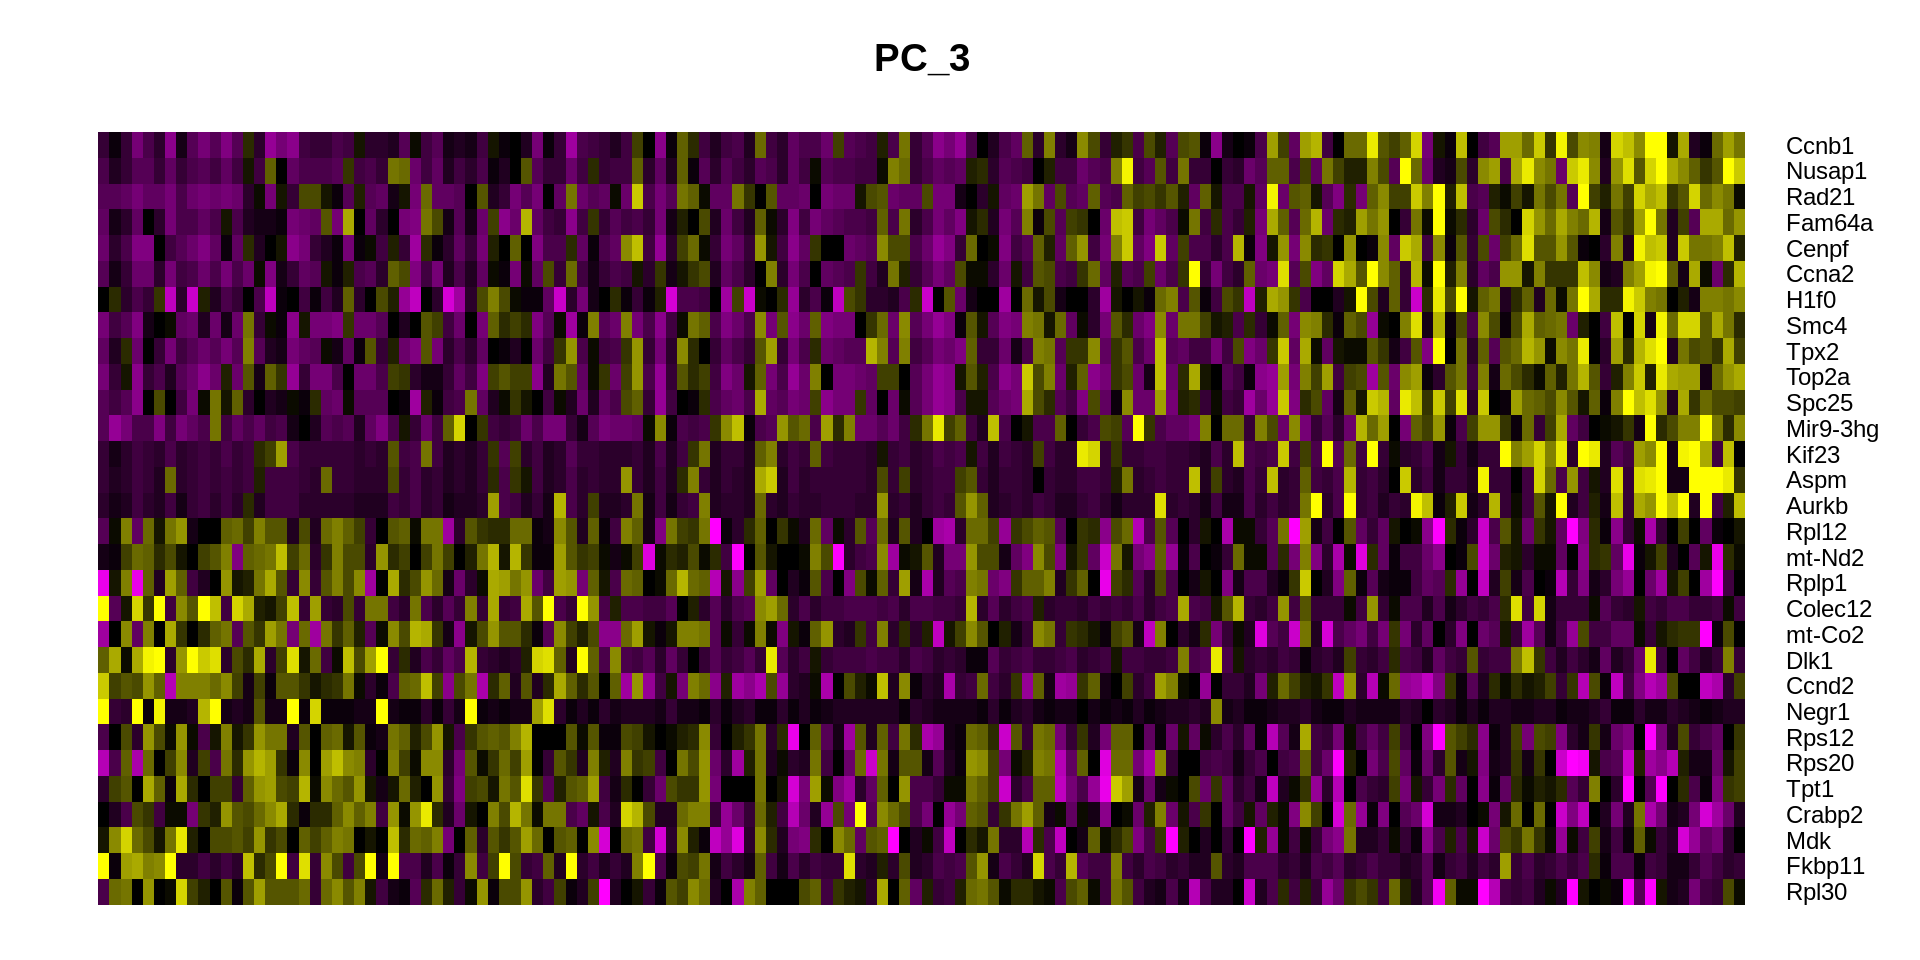 PC_3
Ccnb1
Nusap1
Rad21
Fam64a
Cenpf
Ccna2
H1f0
Smc4
Tpx2
Top2a
Spc25
Mir9-3hg
Kif23
Aspm
Aurkb
Rpl12
mt-Nd2
Rplp1
Colec12
mt-Co2
Dlk1
Ccnd2
Negr1
Rps12
Rps20
Tpt1
Crabp2
Mdk
Fkbp11
Rpl30